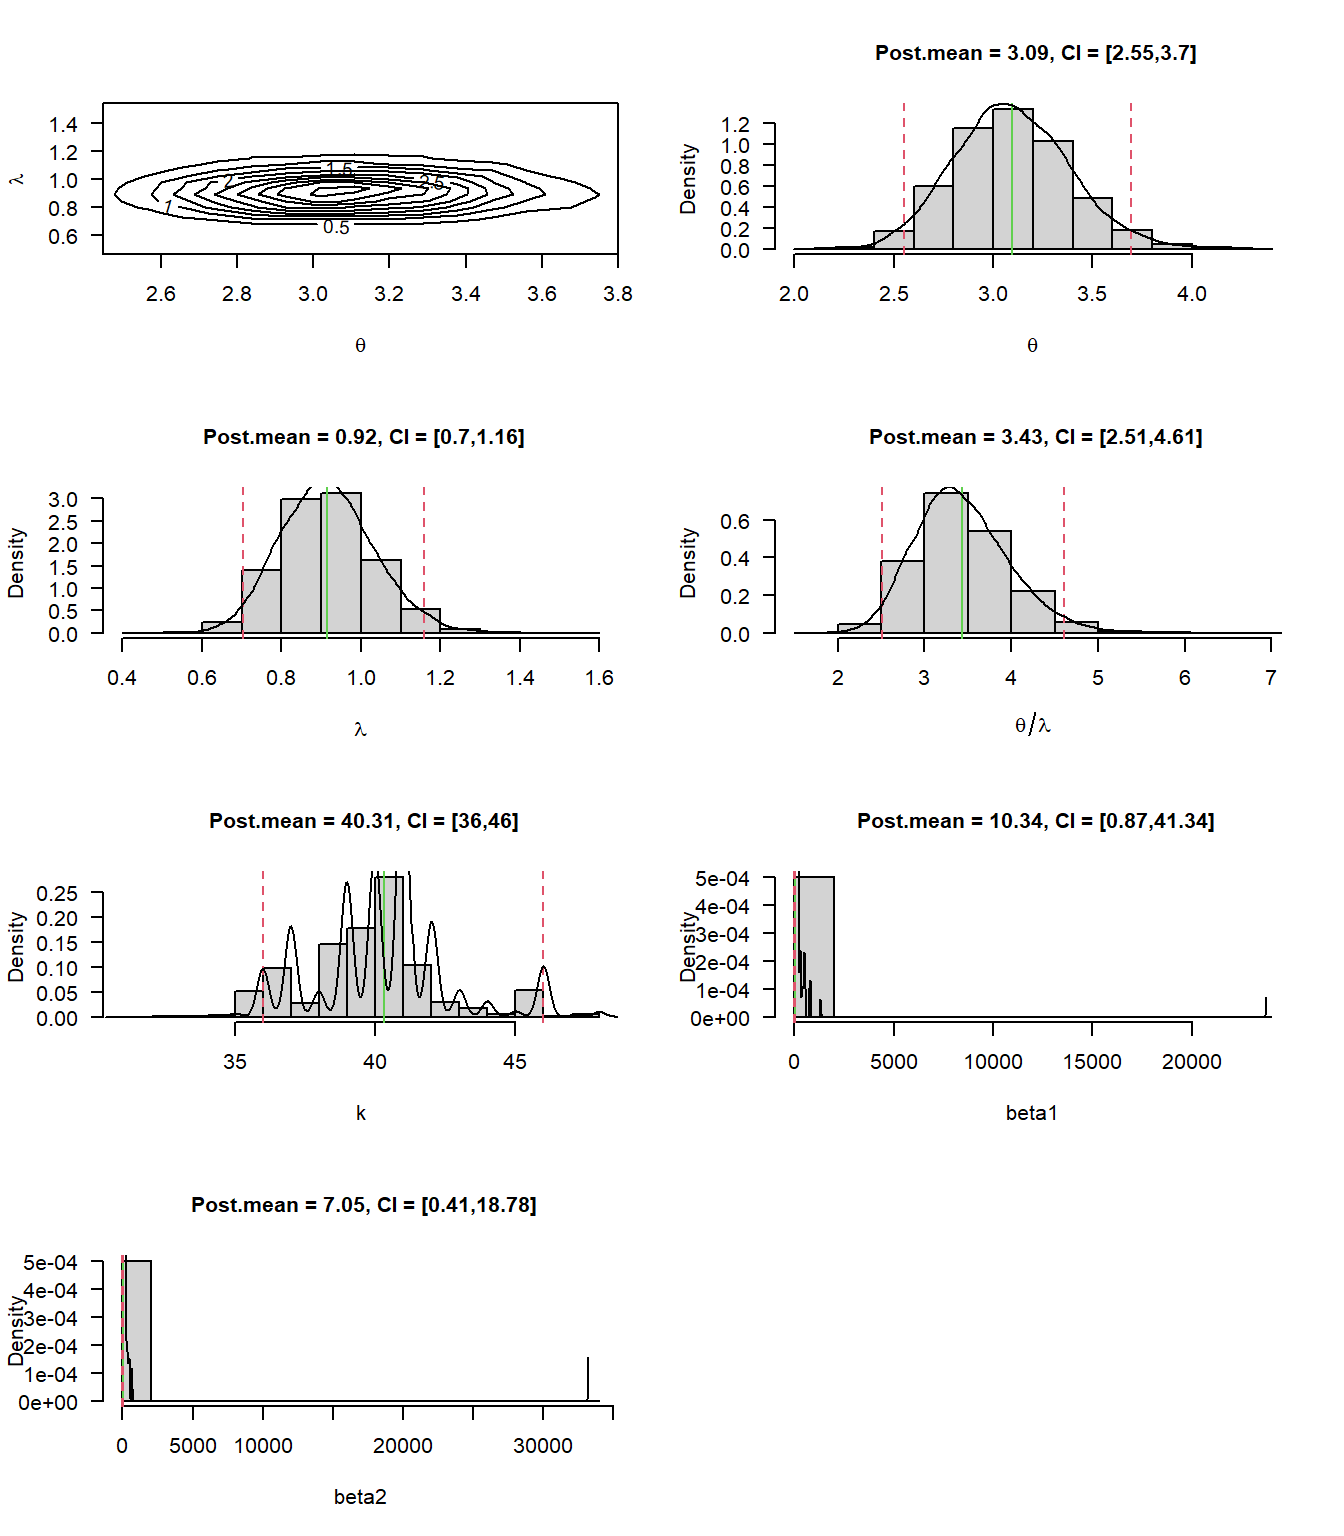 1.4
1.2
1.0
0.8
0.6
λ
1.5
2
2.5
1
0.5
2.6 2.8 3.0 3.2 3.4 3.6 3.8
θ
Post.mean = 3.09, CI = [2.55,3.7]
Density
1.2
1.0
0.8
0.6
0.4
0.2
0.0
2.0 2.5 3.0 3.5 4.0
θ
Post.mean = 0.92, CI = [0.7,1.16]
Density
3.0
2.5
2.0
1.5
1.0
0.5
0.0
0.4 0.6 0.8 1.0 1.2 1.4 1.6
λ
Post.mean = 3.43, CI = [2.51,4.61]
Density
0.6
0.4
0.2
0.0
2 3 4 5 6 7
θ/λ
Post.mean = 40.31, CI = [36,46]
Density
0.25
0.20
0.15
0.10
0.05
0.00
35 40 45
k
Post.mean = 10.34, CI = [0.87,41.34]
Density
5e-04
4e-04
3e-04
2e-04
1e-04
0e+00
0 5000 10000 15000 20000
beta1
Post.mean = 7.05, CI = [0.41,18.78]
Density
5e-04
4e-04
3e-04
2e-04
1e-04
0e+00
0 5000 10000 20000 30000
beta2